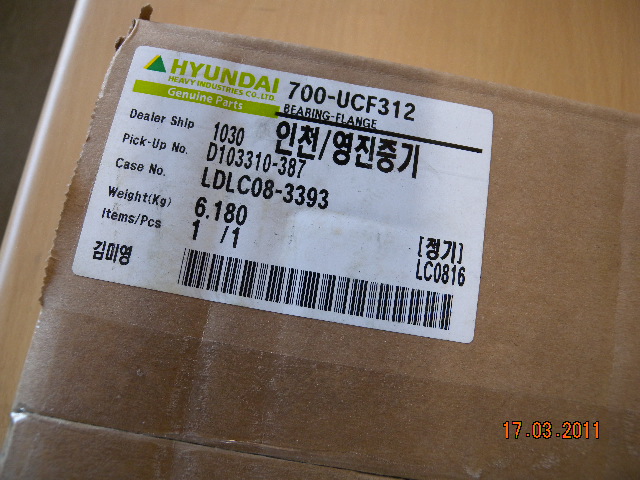 HYUNDAI
HEAVY INDUSTRIES CO., LTD.
Genuine Parts
700-UCF312
BEARING-FLANGE
Dealer Ship 1030 인천/영진중기
Pick-Up No. D103310-387
Case No. LDLC08-3393
Weight(Kg) 6.180
Items/Pcs 1 /1
[정기]
김미영
LC0816
17.03.2011